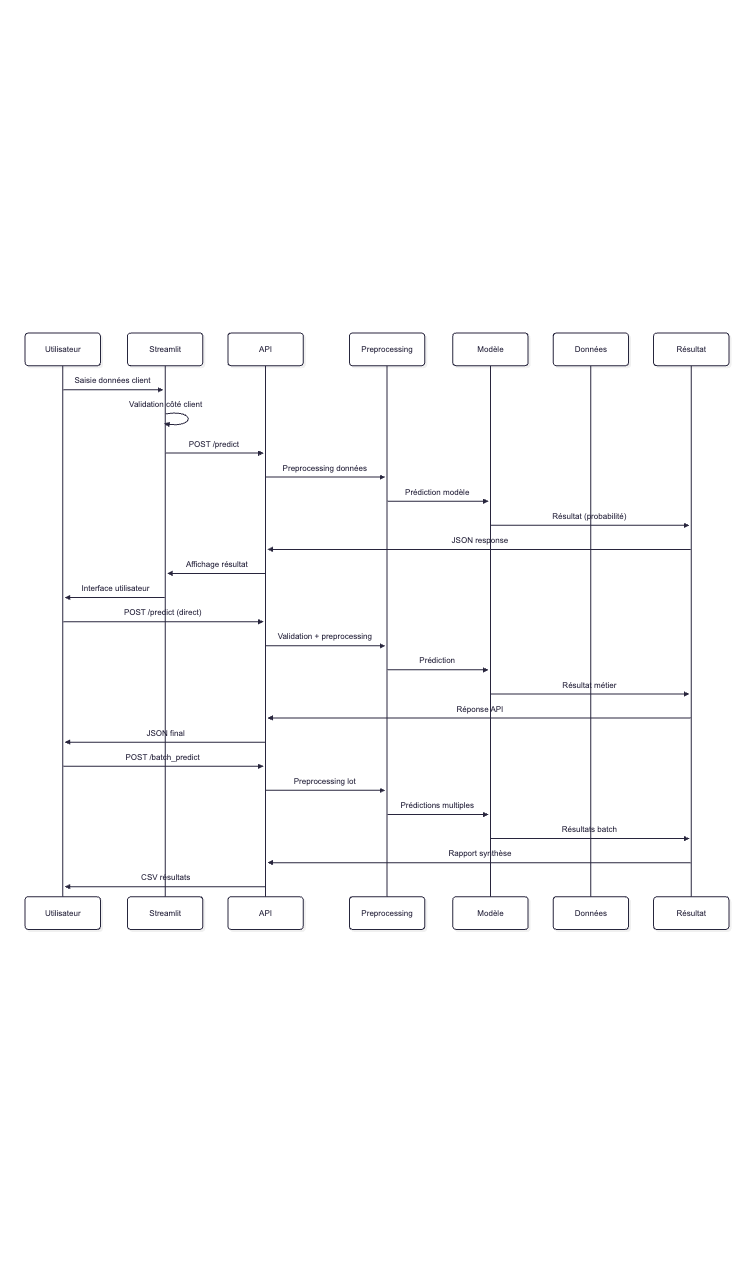 Utilisateur
Streamlit
API
Preprocessing
Modèle
Données
Résultat
Saisie données client
Validation côté client
POST /predict
Preprocessing données
Prédiction modèle
Résultat (probabilité)
JSON response
Affichage résultat
Interface utilisateur
POST /predict (direct)
Validation + preprocessing
Prédiction
Résultat métier
Réponse API
JSON final
POST /batch_predict
Preprocessing lot
Prédictions multiples
Résultats batch
Rapport synthèse
CSV résultats
Utilisateur
Streamlit
API
Preprocessing
Modèle
Données
Résultat